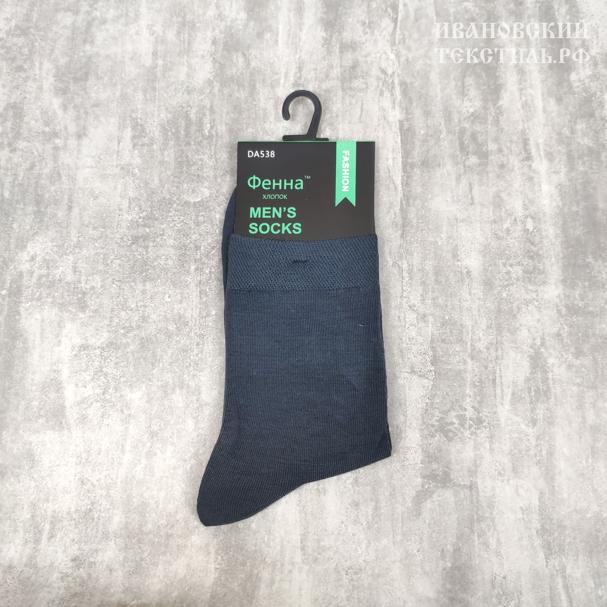 ИВАНОВСКИЙ
ТЕКСТИЛЬ.РФ
DA538
FASHION
Фенна™
хлопок
MEN'S
SOCKS